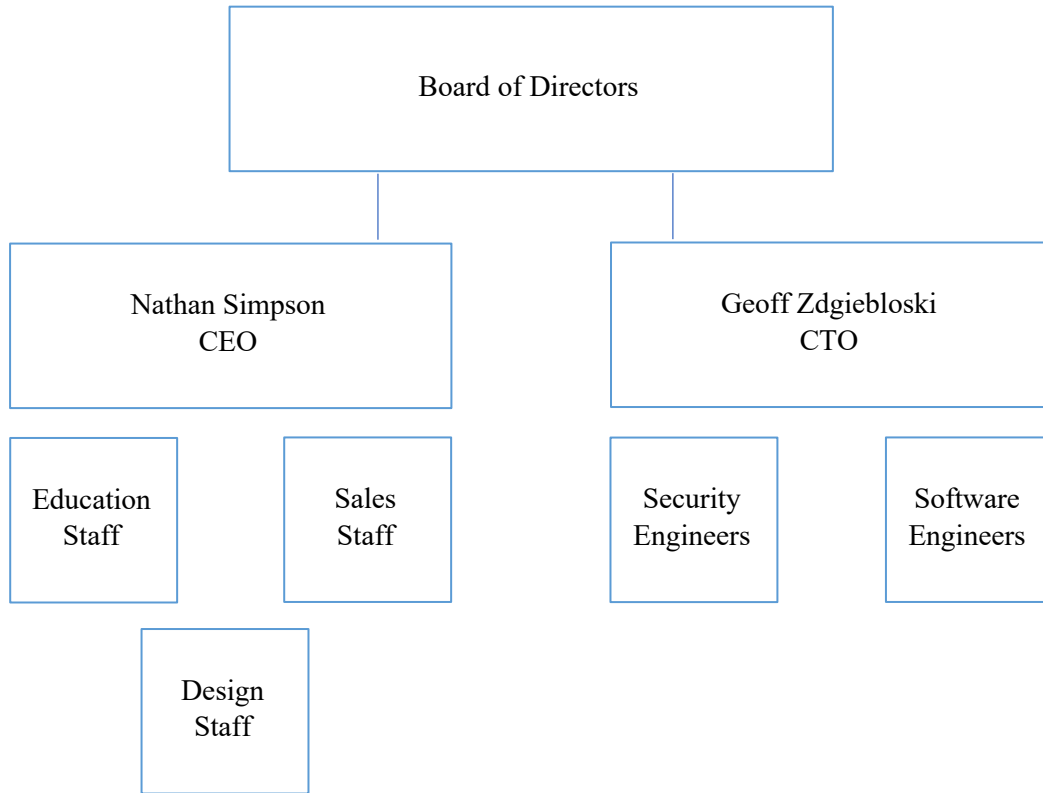 Board of Directors
Nathan Simpson
CEO
Geoff Zdgiebloski
CTO
Education
Staff
Sales
Staff
Security
Engineers
Software
Engineers
Design
Staff